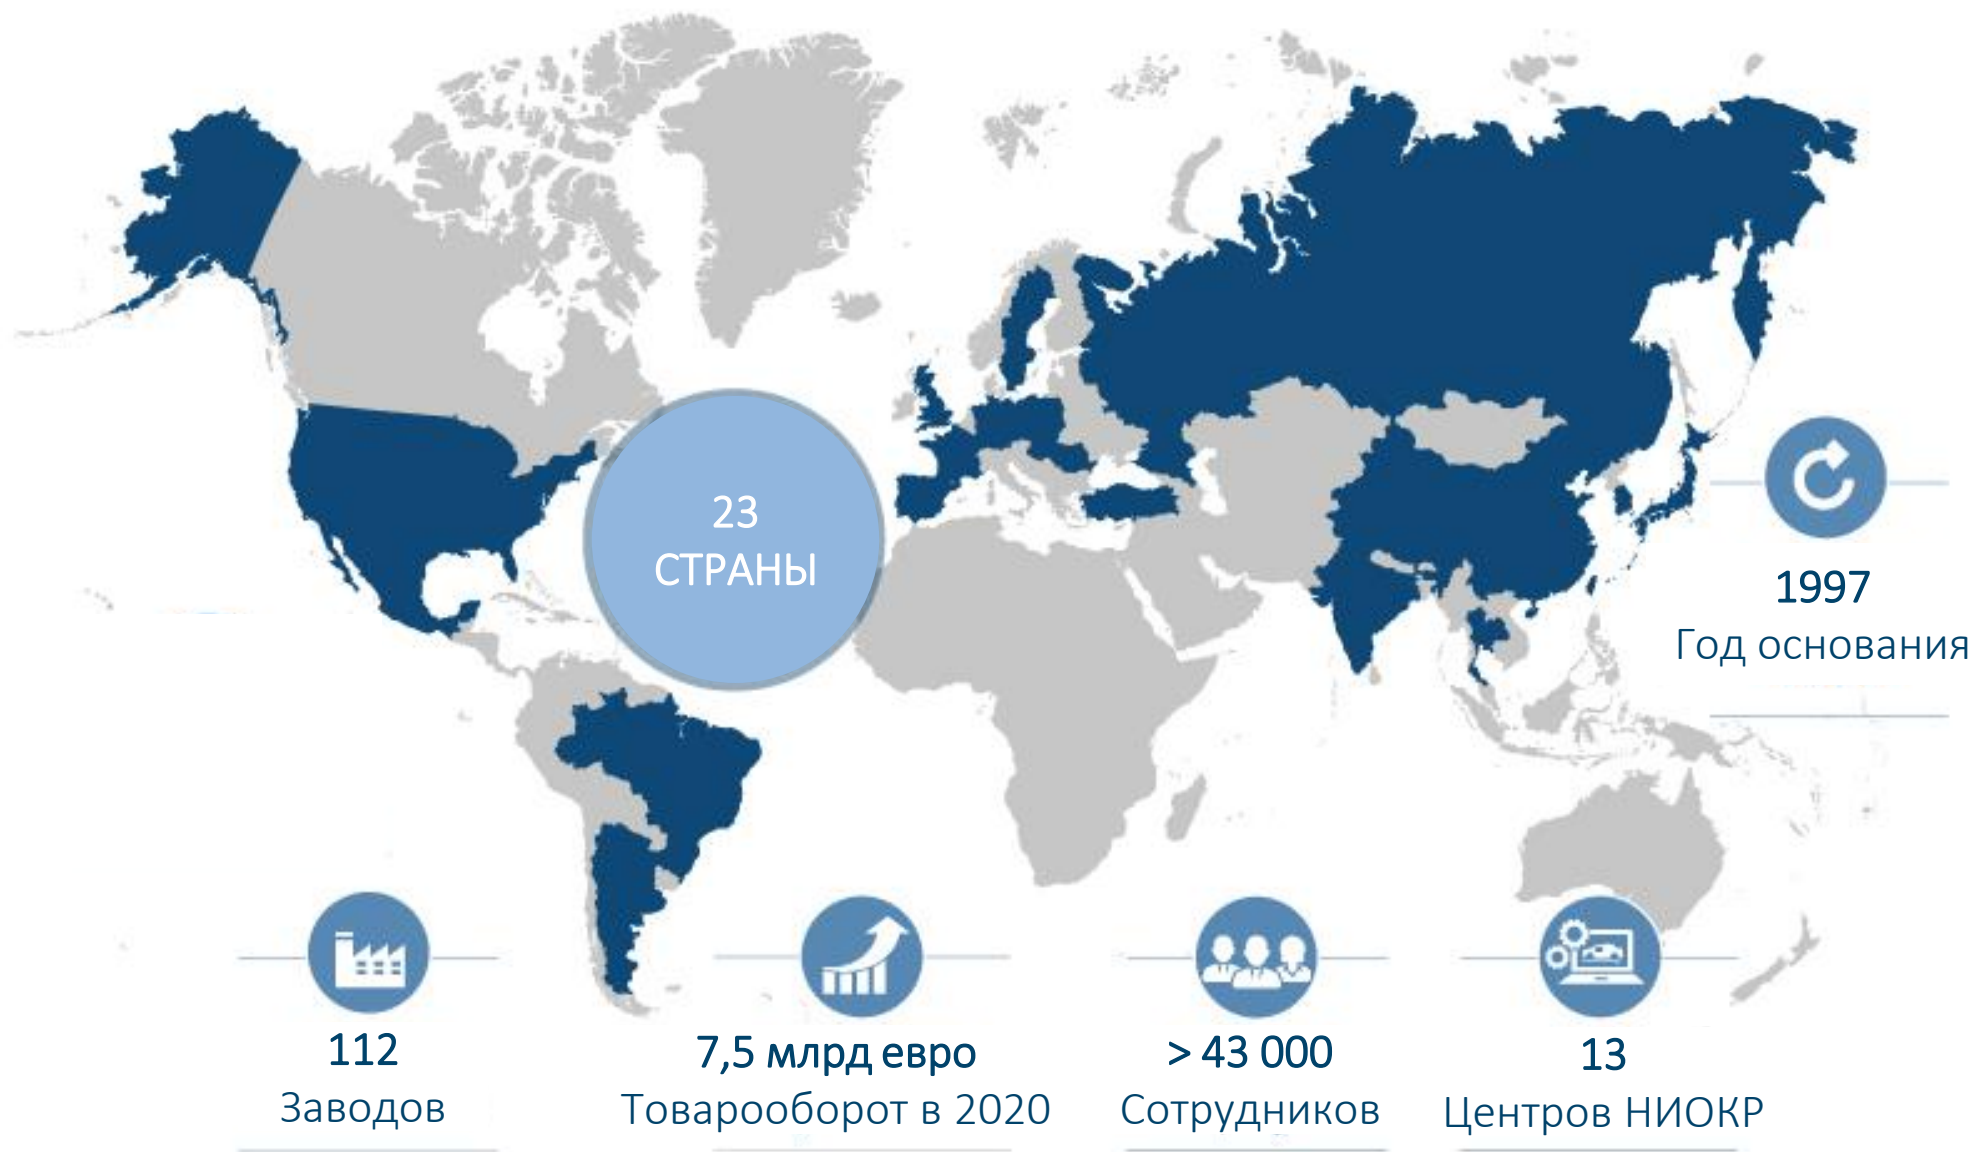 23
СТРАНЫ
1997
Год основания
112
Заводов
7,5 млрд евро
Товарооборот в 2020
> 43 000
Сотрудников
13
Центров НИОКР